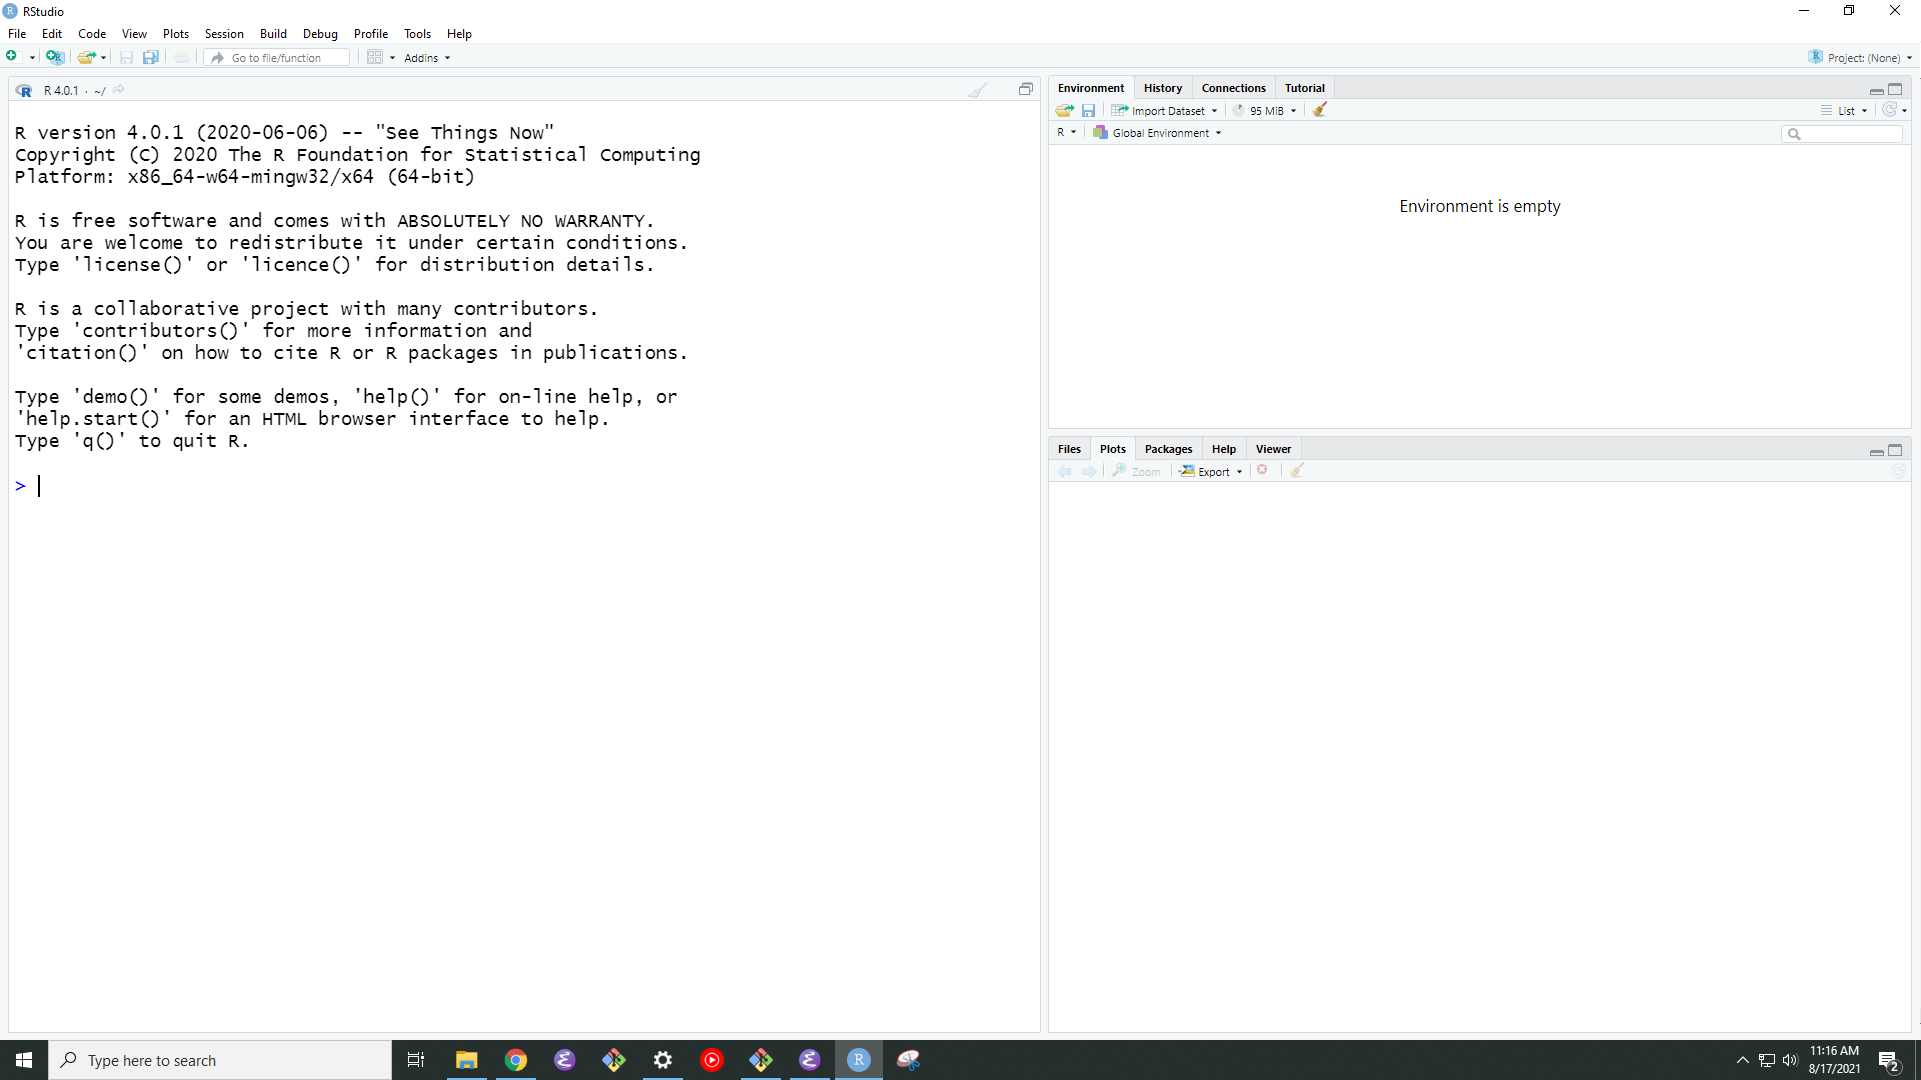 RStudio
File Edit Code View Plots Session Build Debug Profile Tools Help
Go to file/function Addins Project: (None)
R 4.0.1 · ~/
R version 4.0.1 (2020-06-06) -- "See Things Now"
Copyright (C) 2020 The R Foundation for Statistical Computing
Platform: x86_64-w64-mingw32/x64 (64-bit)
R is free software and comes with ABSOLUTELY NO WARRANTY.
You are welcome to redistribute it under certain conditions.
Type 'license()' or 'licence()' for distribution details.
R is a collaborative project with many contributors.
Type 'contributors()' for more information and
'citation()' on how to cite R or R packages in publications.
Type 'demo()' for some demos, 'help()' for on-line help, or
'help.start()' for an HTML browser interface to help.
Type 'q()' to quit R.
>
Environment History Connections Tutorial
Import Dataset 95 MiB List
R Global Environment
Environment is empty
Files Plots Packages Help Viewer
Zoom Export
Type here to search
11:16 AM
8/17/2021
2